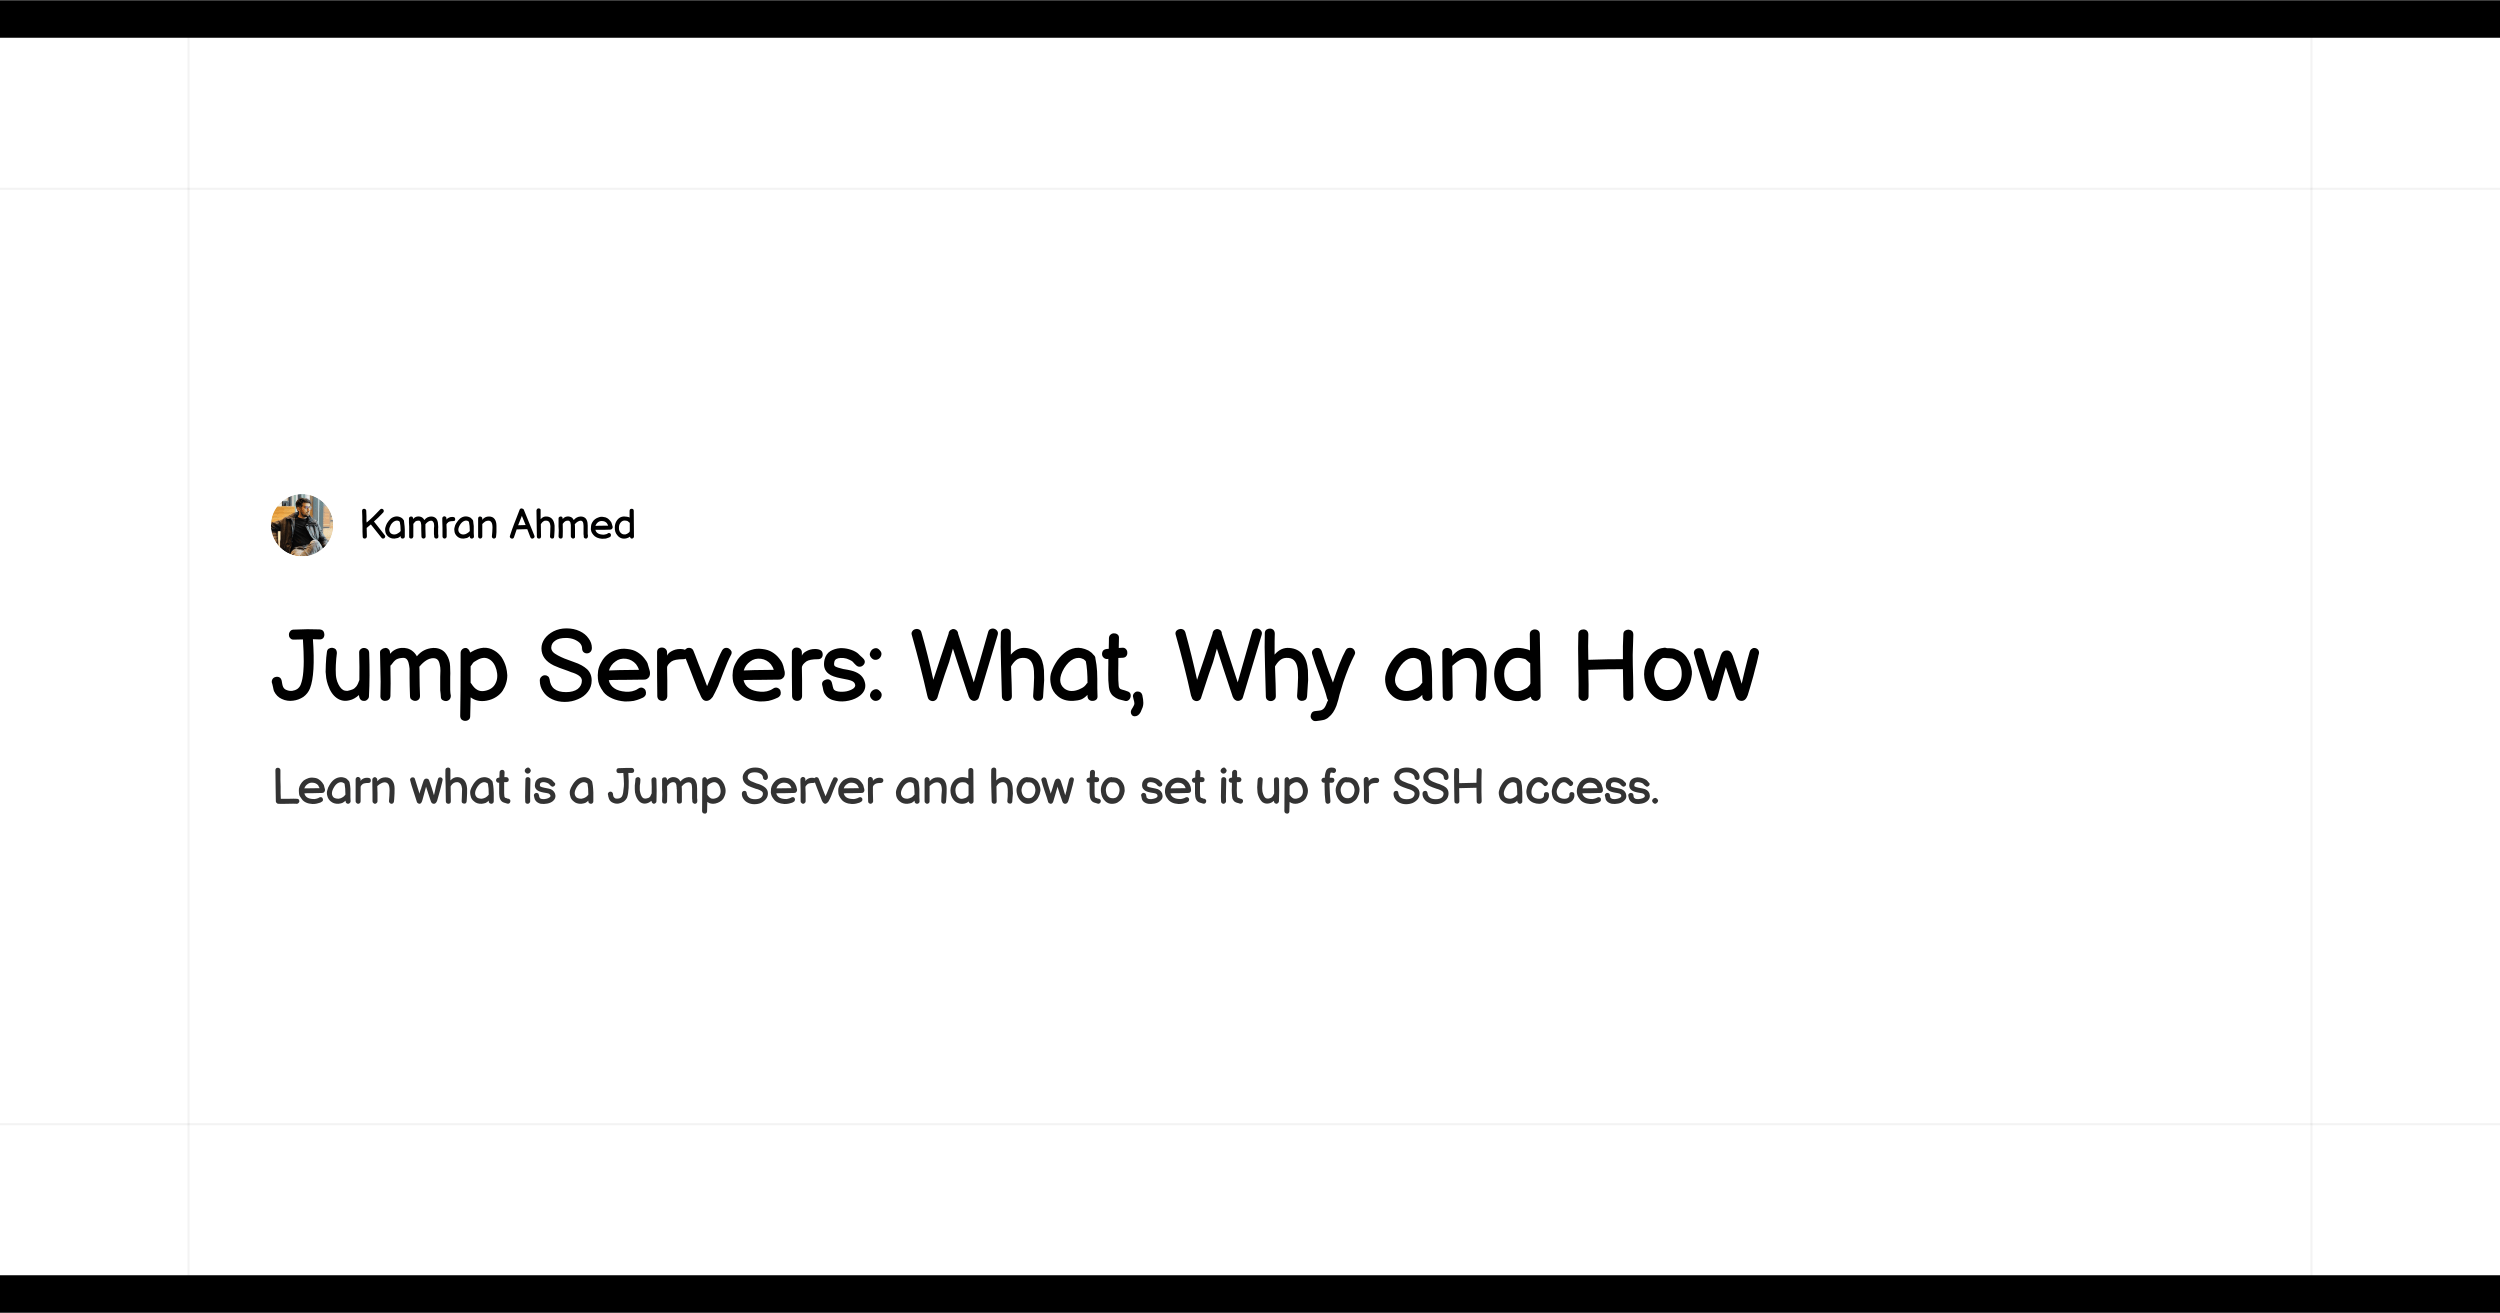 Kamran Ahmed
Jump Servers: What, Why and How
Learn what is a Jump Server and how to set it up for SSH access.